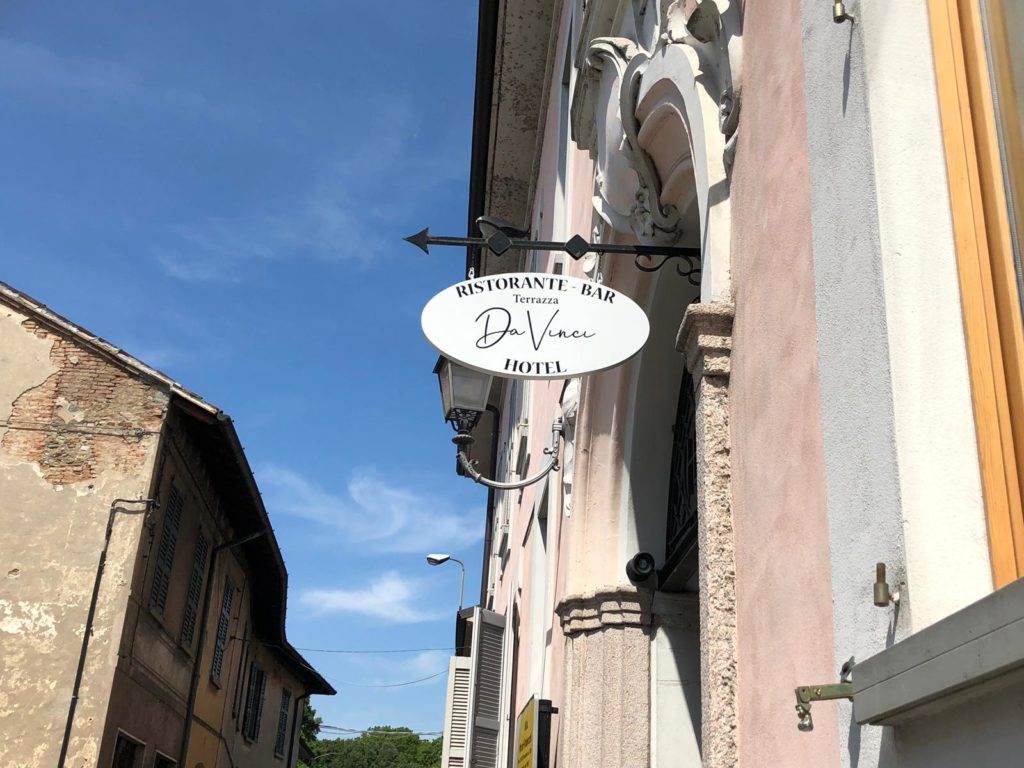 RISTORANTE - BAR
Terrazza
Da Vinci
HOTEL